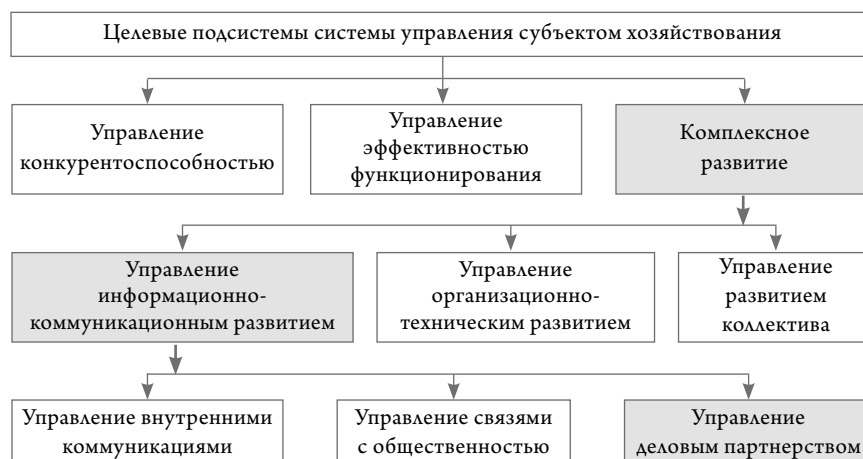 Целевые подсистемы системы управления субъектом хозяйствования
Управление
конкурентоспособностью
Управление
эффективностью
функционирования
Комплексное
развитие
Управление
информационно-
коммуникационным развитием
Управление
организационно-
техническим развитием
Управление
развитием
коллектива
Управление внутренними
коммуникациями
Управление связями
с общественностью
Управление
деловым партнерством